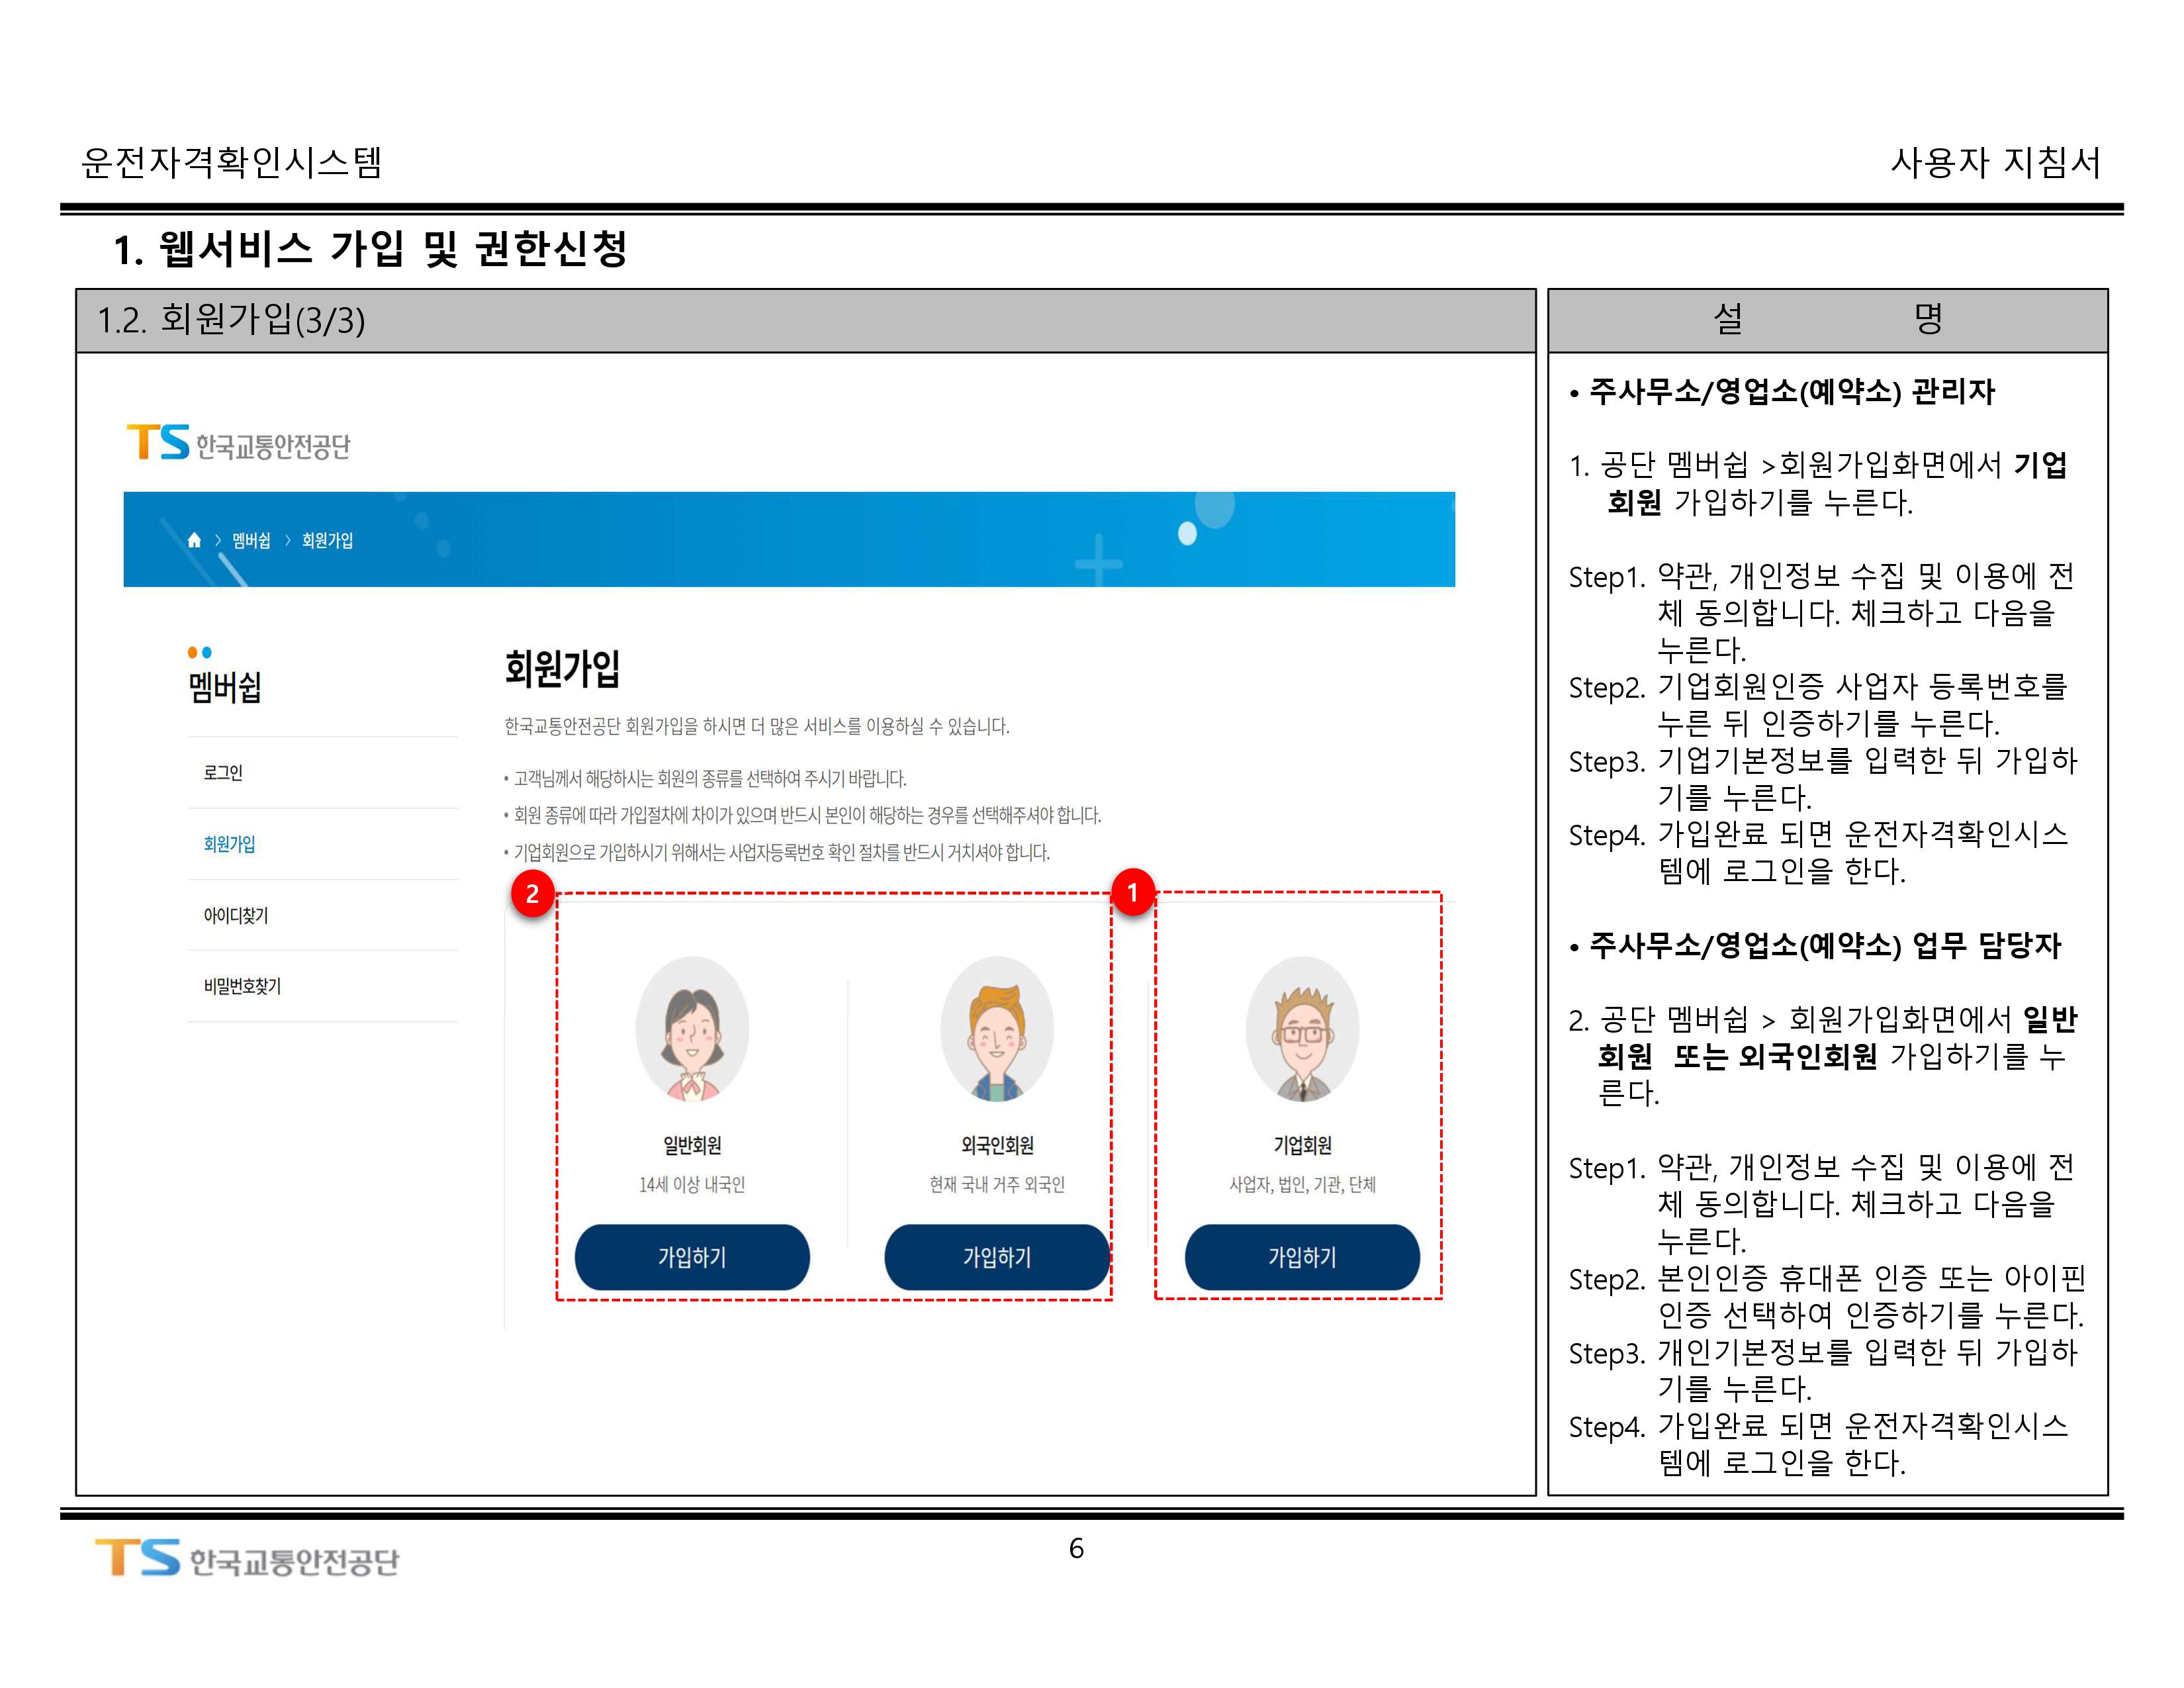 운전자격확인시스템
사용자 지침서
1. 웹서비스 가입 및 권한신청
1.2. 회원가입(3/3)
TS 한국교통안전공단
> 멤버쉽 > 회원가입
멤버쉽
로그인
회원가입
아이디찾기
비밀번호찾기
회원가입
한국교통안전공단 회원가입을 하시면 더 많은 서비스를 이용하실 수 있습니다.
• 고객님께서 해당하시는 회원의 종류를 선택하여 주시기 바랍니다.
• 회원 종류에 따라 가입절차에 차이가 있으며 반드시 본인이 해당하는 경우를 선택해주셔야 합니다.
• 기업회원으로 가입하시기 위해서는 사업자등록번호 확인 절차를 반드시 거치셔야 합니다.
2
1
일반회원
14세 이상 내국인
가입하기
외국인회원
현재 국내 거주 외국인
가입하기
기업회원
사업자, 법인, 기관, 단체
가입하기
설 명
• 주사무소/영업소(예약소) 관리자
1. 공단 멤버쉽 >회원가입화면에서 기업
회원 가입하기를 누른다.
Step1. 약관, 개인정보 수집 및 이용에 전
체 동의합니다. 체크하고 다음을
누른다.
Step2. 기업회원인증 사업자 등록번호를
누른 뒤 인증하기를 누른다.
Step3. 기업기본정보를 입력한 뒤 가입하
기를 누른다.
Step4. 가입완료 되면 운전자격확인시스
템에 로그인을 한다.
• 주사무소/영업소(예약소) 업무 담당자
2. 공단 멤버쉽 > 회원가입화면에서 일반
회원 또는 외국인회원 가입하기를 누
른다.
Step1. 약관, 개인정보 수집 및 이용에 전
체 동의합니다. 체크하고 다음을
누른다.
Step2. 본인인증 휴대폰 인증 또는 아이핀
인증 선택하여 인증하기를 누른다.
Step3. 개인기본정보를 입력한 뒤 가입하
기를 누른다.
Step4. 가입완료 되면 운전자격확인시스
템에 로그인을 한다.
TS 한국교통안전공단
6